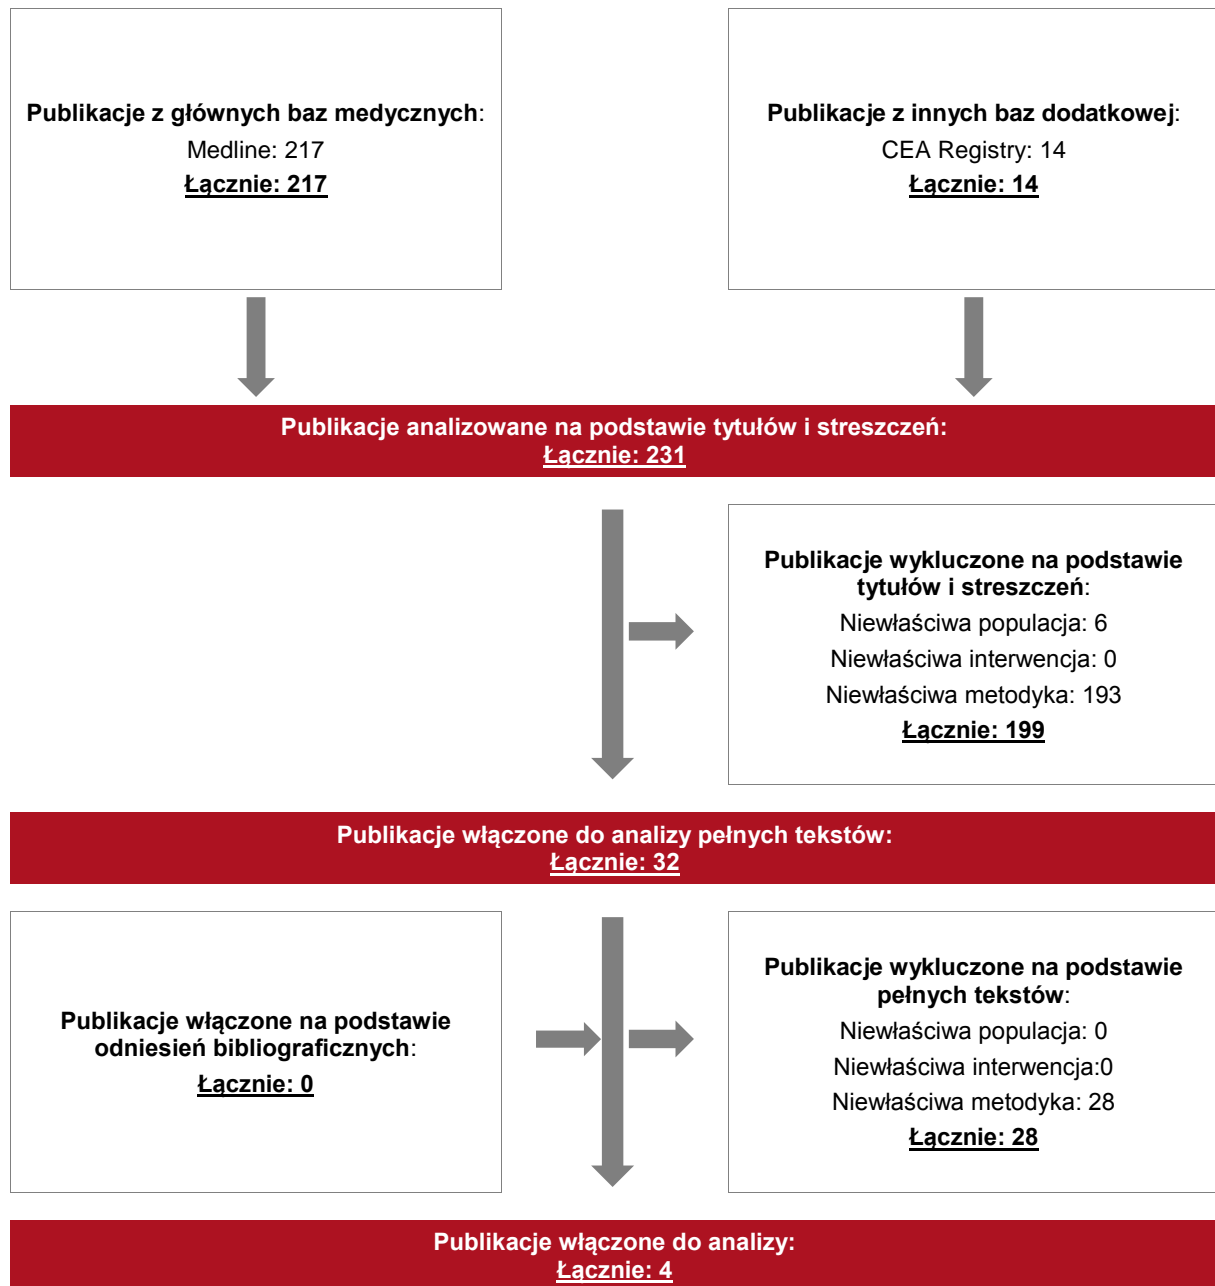 Publikacje z głównych baz medycznych:
Medline: 217
Łącznie: 217
Publikacje z innych baz dodatkowej:
CEA Registry: 14
Łącznie: 14
Publikacje analizowane na podstawie tytułów i streszczeń:
Łącznie: 231
Publikacje wykluczone na podstawie
tytułów i streszczeń:
Niewłaściwa populacja: 6
Niewłaściwa interwencja: 0
Niewłaściwa metodyka: 193
Łącznie: 199
Publikacje włączone do analizy pełnych tekstów:
Łącznie: 32
Publikacje włączone na podstawie
odniesień bibliograficznych:
Łącznie: 0
Publikacje wykluczone na podstawie
pełnych tekstów:
Niewłaściwa populacja: 0
Niewłaściwa interwencja:0
Niewłaściwa metodyka: 28
Łącznie: 28
Publikacje włączone do analizy:
Łącznie: 4